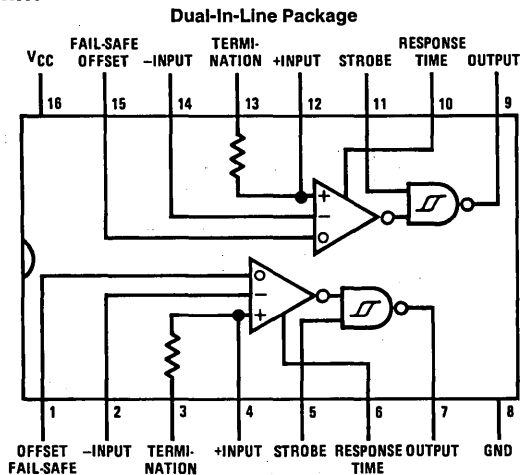 Dual-In-Line Package
VCC
FAIL-SAFE
OFFSET
–INPUT
TERMI-
NATION
+INPUT
STROBE
RESPONSE
TIME
OUTPUT
16 15 14 13 12 11 10 9
+
–
+
–
1 2 3 4 5 6 7 8
OFFSET
FAIL-SAFE
–INPUT
TERMI-
NATION
+INPUT
STROBE
RESPONSE
TIME
OUTPUT
GND